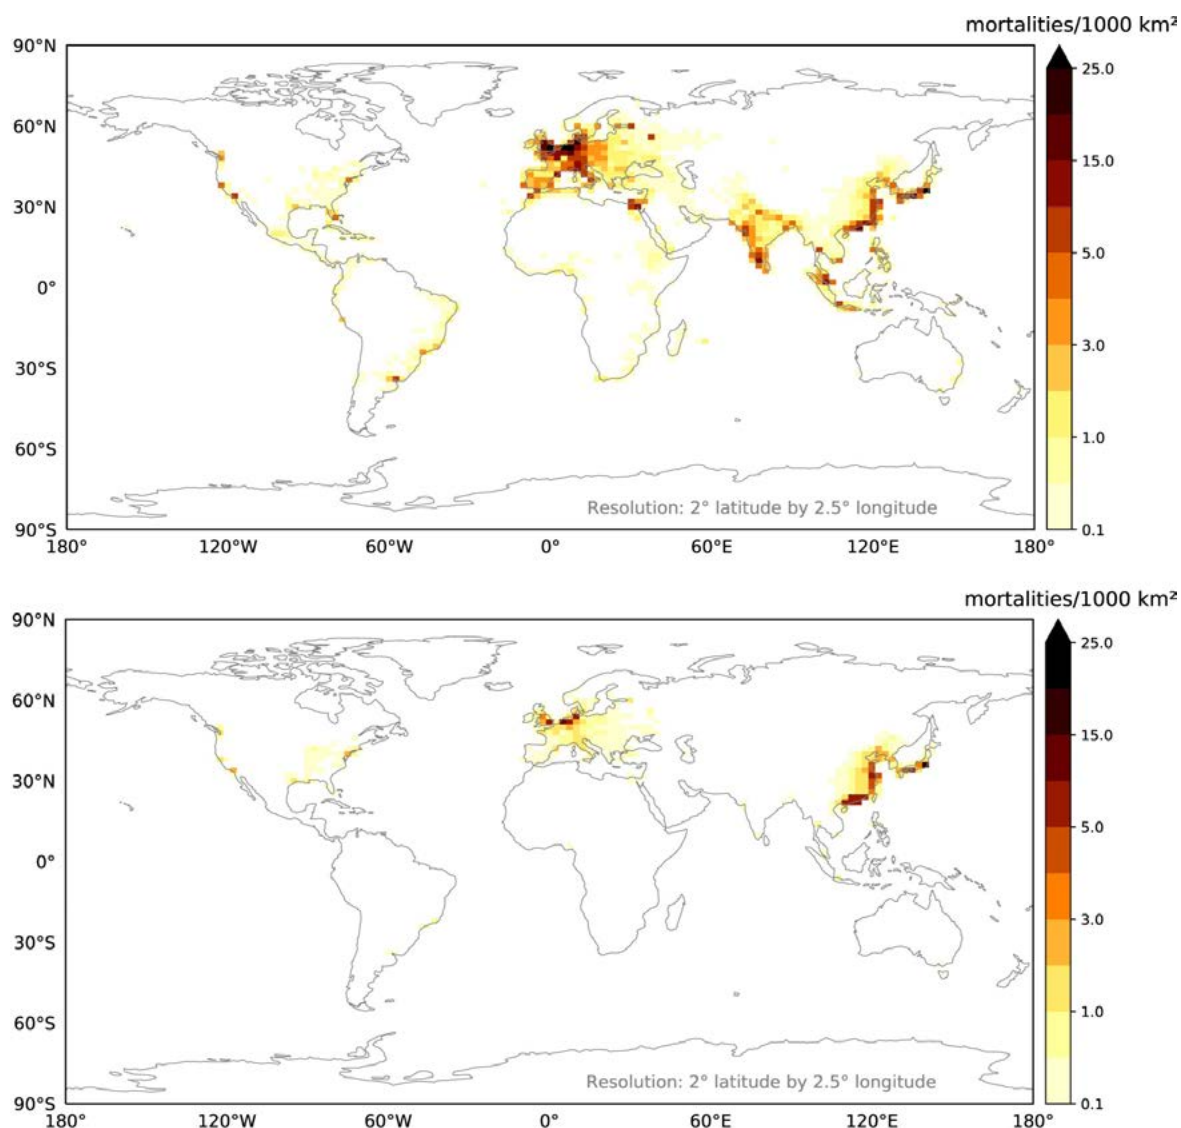 mortalities/1000 km²
90°N
60°N
30°N
0°
30°S
60°S
90°S
180°
120°W
60°W
0°
60°E
120°E
180°
Resolution: 2° latitude by 2.5° longitude
25.0
15.0
5.0
3.0
1.0
0.1
mortalities/1000 km²
90°N
60°N
30°N
0°
30°S
60°S
90°S
180°
120°W
60°W
0°
60°E
120°E
180°
Resolution: 2° latitude by 2.5° longitude
25.0
15.0
5.0
3.0
1.0
0.1